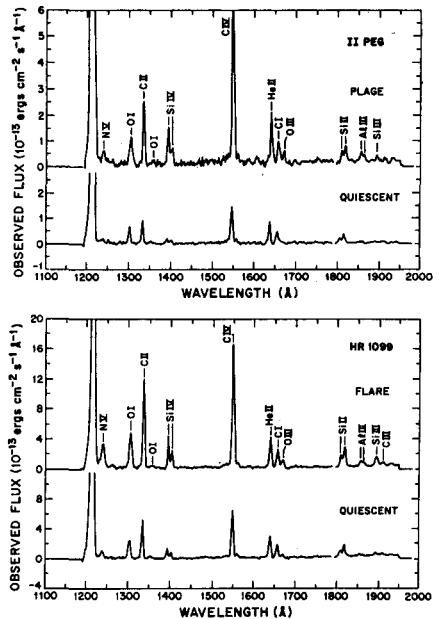 OBSERVED FLUX (10⁻¹³ ergs cm⁻² s⁻¹ Å⁻¹)
6
5
4
3
2
1
0
2
1
0
-1
II PEG
PLAGE
QUIESCENT
N V
O I
C II
O I
Si IV
C IV
He II
C I
O III
Si II
Al III
Si III
1100 1200 1300 1400 1500 1600 1700 1800 1900 2000
WAVELENGTH (Å)
OBSERVED FLUX (10⁻¹³ ergs cm⁻² s⁻¹ Å⁻¹)
20
16
12
8
4
0
4
0
-4
HR 1099
FLARE
QUIESCENT
N V
O I
C II
O I
Si IV
C IV
He II
C I
O III
Si II
Al III
Si III
C III
1100 1200 1300 1400 1500 1600 1700 1800 1900 2000
WAVELENGTH (Å)